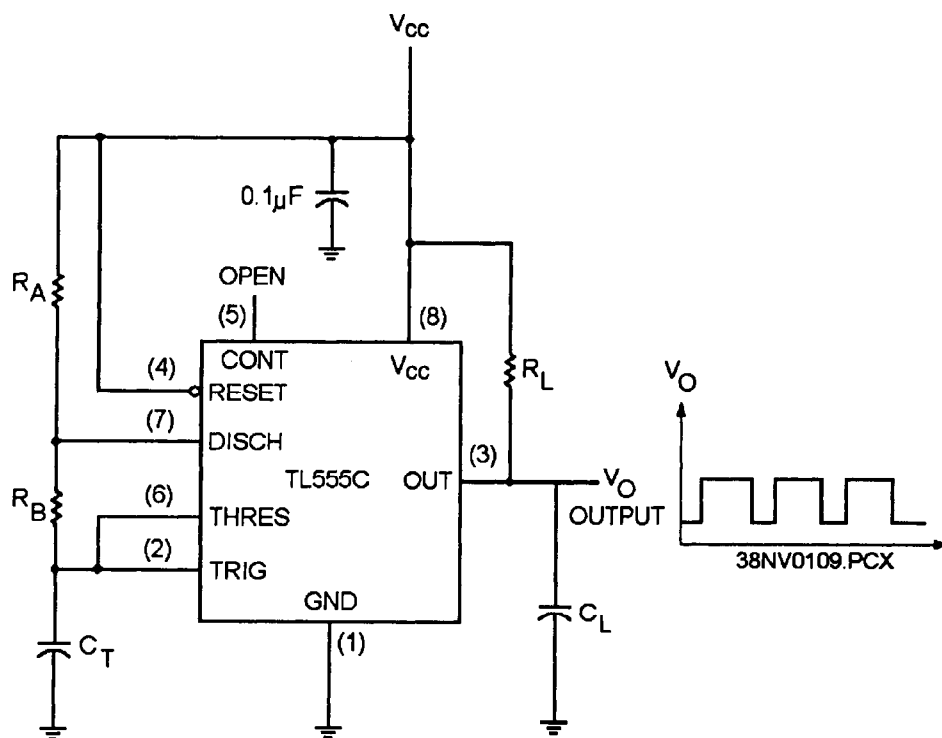 VCC
0.1µF
RA
OPEN
(5)
(8)
CONT
VCC
RL
(4)
RESET
VO
(7)
DISCH
(3)
TL555C
OUT
RB
(6)
THRES
VO
OUTPUT
(2)
TRIG
38NV0109.PCX
GND
(1)
CL
CT